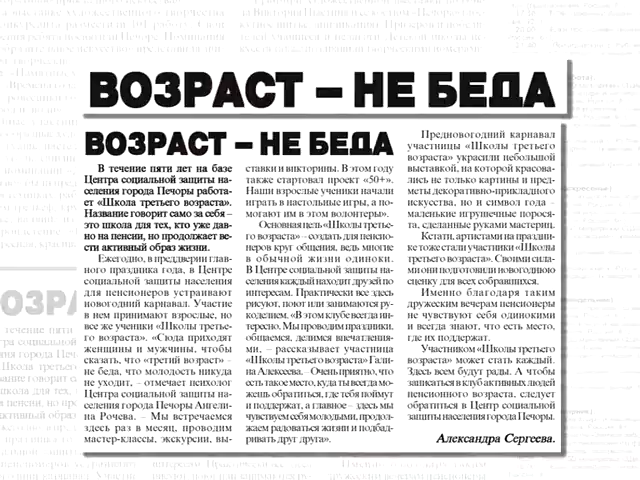 ВОЗРАСТ – НЕ БЕДА
ВОЗРАСТ – НЕ БЕДА
В течение пяти лет на базе
Центра социальной защиты на-
селения города Печоры работа-
ет «Школа третьего возраста».
Название говорит само за себя –
это школа для тех, кто уже дав-
но на пенсии, но продолжает ве-
сти активный образ жизни.
Ежегодно, в преддверии глав-
ного праздника года, в Центре
социальной защиты населения
для пенсионеров устраивают
новогодний карнавал. Участие
в нем принимают взрослые, но
все же ученики «Школы третье-
го возраста». «Сюда приходят
женщины и мужчины, чтобы
сказать, что «третий возраст» –
не беда, что молодость никуда
не уходит, – отмечает психолог
Центра социальной защиты на-
селения города Печоры Ангели-
на Рочева. – Мы встречаемся
здесь раз в месяц, проводим
мастер-классы, экскурсии, вы-
ставки и викторины. В этом году
также стартовал проект «50+».
Наши взрослые ученики начали
играть в настольные игры, а по-
могают им в этом волонтеры».
Основная цель «Школы третье-
го возраста» – создать для пенсио-
неров круг общения, ведь многие
в обычной жизни одиноки.
В Центре социальной защиты на-
селения каждый находит друзей по
интересам. Практически все здесь
рисуют, поют или занимаются ру-
коделием. «В этом клубе всегда ин-
тересно. Мы проводим праздники,
общаемся, делимся впечатления-
ми, – рассказывает участница
«Школы третьего возраста» Гали-
на Алексеева. – Очень приятно, что
есть такое место, куда ты всегда мо-
жешь обратиться, где тебя поймут
и поддержат, а главное – здесь мы
чувствуем себя молодыми, продол-
жаем радоваться жизни и подбад-
ривать друг друга».
Предновогодний карнавал
участницы «Школы третьего
возраста» украсили небольшой
выставкой, на которой красова-
лись не только картины и пред-
меты декоративно-прикладного
искусства, но и символ года –
маленькие игрушечные порося-
та, сделанные руками мастериц.
Кстати, артистами на праздни-
ке тоже стали участники «Школы
третьего возраста». Своими сила-
ми они подготовили новогоднюю
сценку для всех собравшихся.
Именно благодаря таким
дружеским вечерам пенсионеры
не чувствуют себя одинокими
и всегда знают, что есть место,
где их поддержат.
Участником «Школы третьего
возраста» может стать каждый.
Здесь всем будут рады. А чтобы
записаться в клуб активных людей
пенсионного возраста, следует
обратиться в Центр социальной
защиты населения города Печоры.
Александра Сергеева.